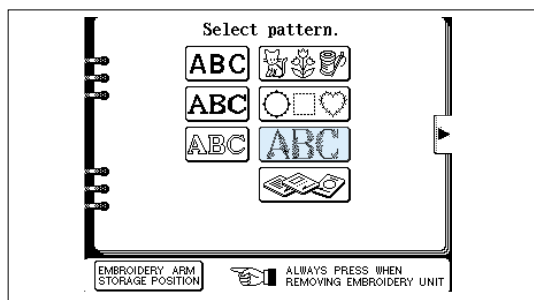 Select pattern.
ABC
ABC
ABC
ABC
EMBROIDERY ARM
STORAGE POSITION
ALWAYS PRESS WHEN
REMOVING EMBROIDERY UNIT